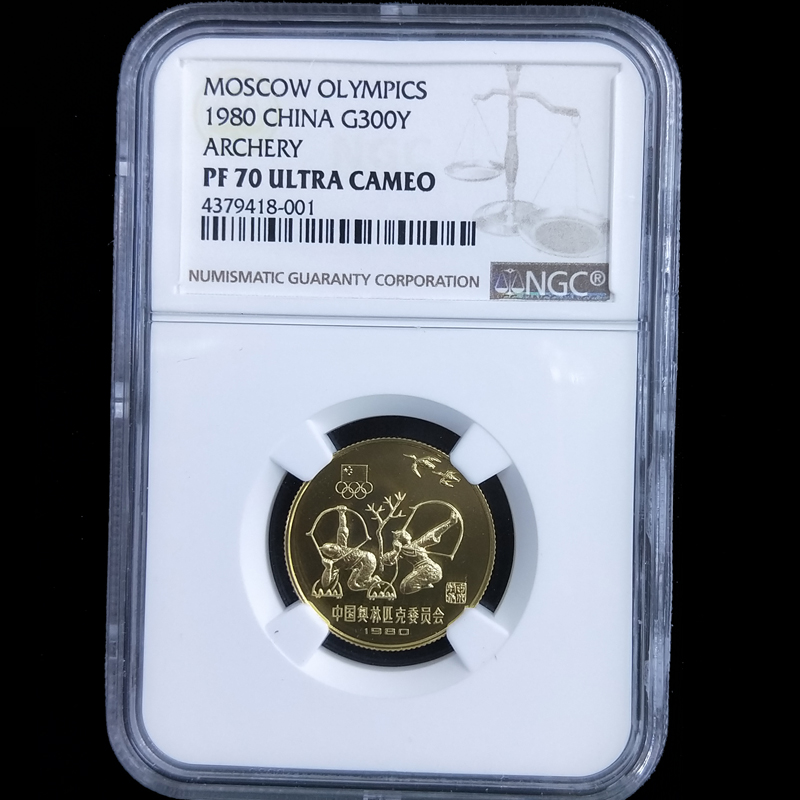 MOSCOW OLYMPICS
1980 CHINA G300Y
ARCHERY
PF 70 ULTRA CAMEO
4379418-001
NUMISMATIC GUARANTY CORPORATION
NGC®
中国奥林匹克委员会
1980